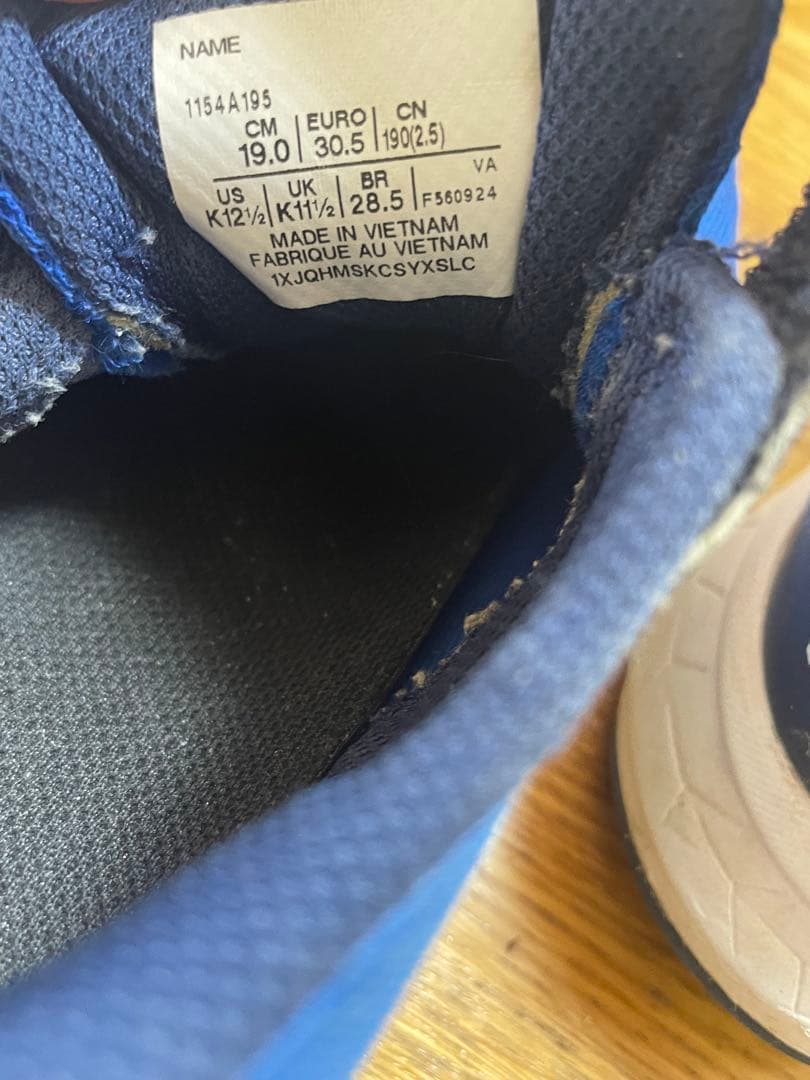 NAME
1154A195
CM EURO CN
19.0 30.5 190(2.5)
VA
US UK BR
K12½ K11½ 28.5 F560924
MADE IN VIETNAM
FABRIQUE AU VIETNAM
1XJQHMSKCSYXSLC